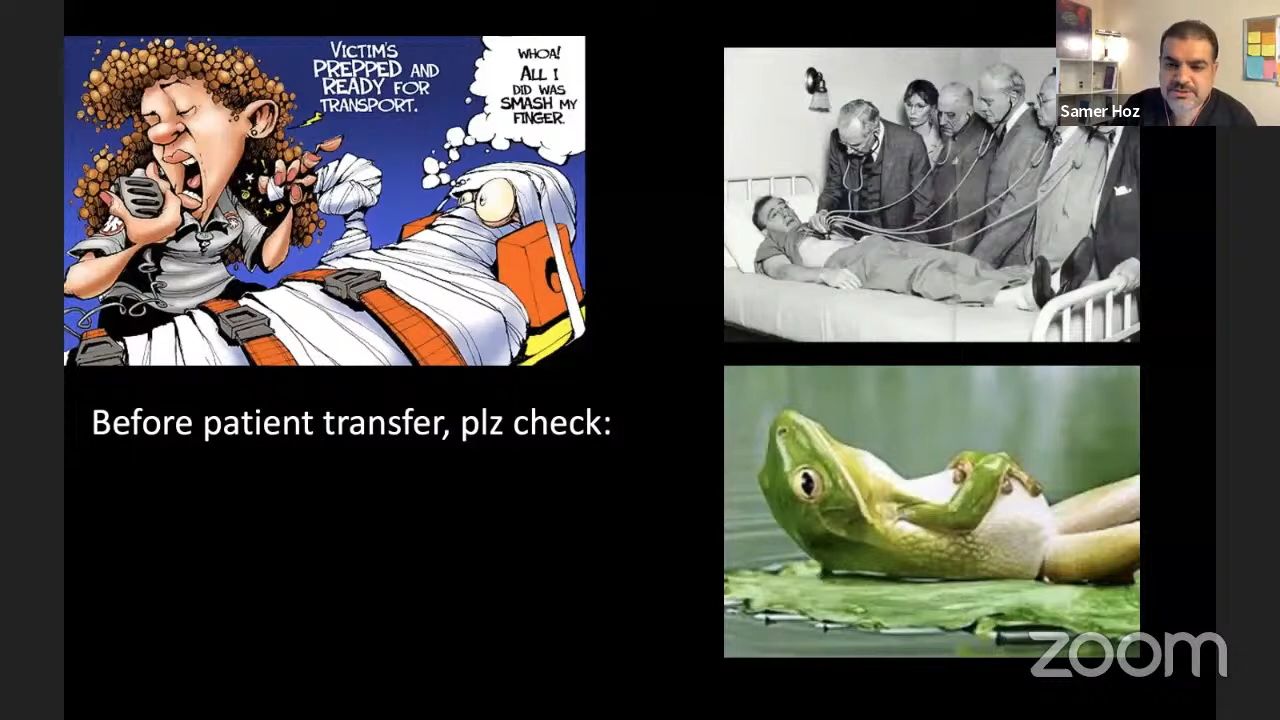 VICTIM'S
PREPPED AND
READY FOR
TRANSPORT.
WHOA!
ALL I
DID WAS
SMASH MY
FINGER.
Samer Hoz
Before patient transfer, plz check:
zoom